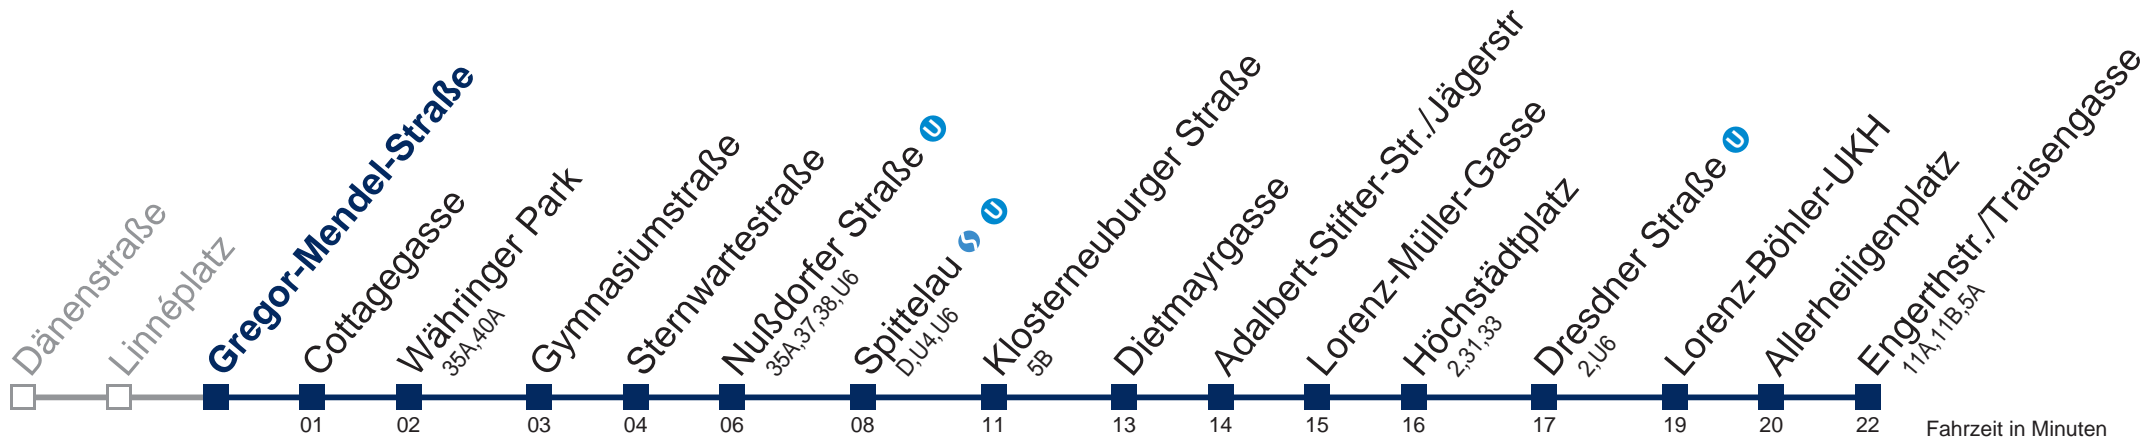 Dänenstraße
Linnéplatz
Gregor-Mendel-Straße
Cottagegasse
01
Währinger Park
35A,40A
02
Gymnasiumstraße
03
Sternwartestraße
04
Nußdorfer Straße U
35A,37,38,U6
06
Spittelau S U
D,U4,U6
08
Klosterneuburger Straße
5B
11
Dietmayrgasse
13
Adalbert-Stifter-Str./Jägerstr
14
Lorenz-Müller-Gasse
15
Höchstädtplatz
2,31,33
16
Dresdner Straße U
2,U6
17
Lorenz-Böhler-UKH
19
Allerheiligenplatz
20
Engerthstr./Traisengasse
11A,11B,5A
22
Fahrzeit in Minuten